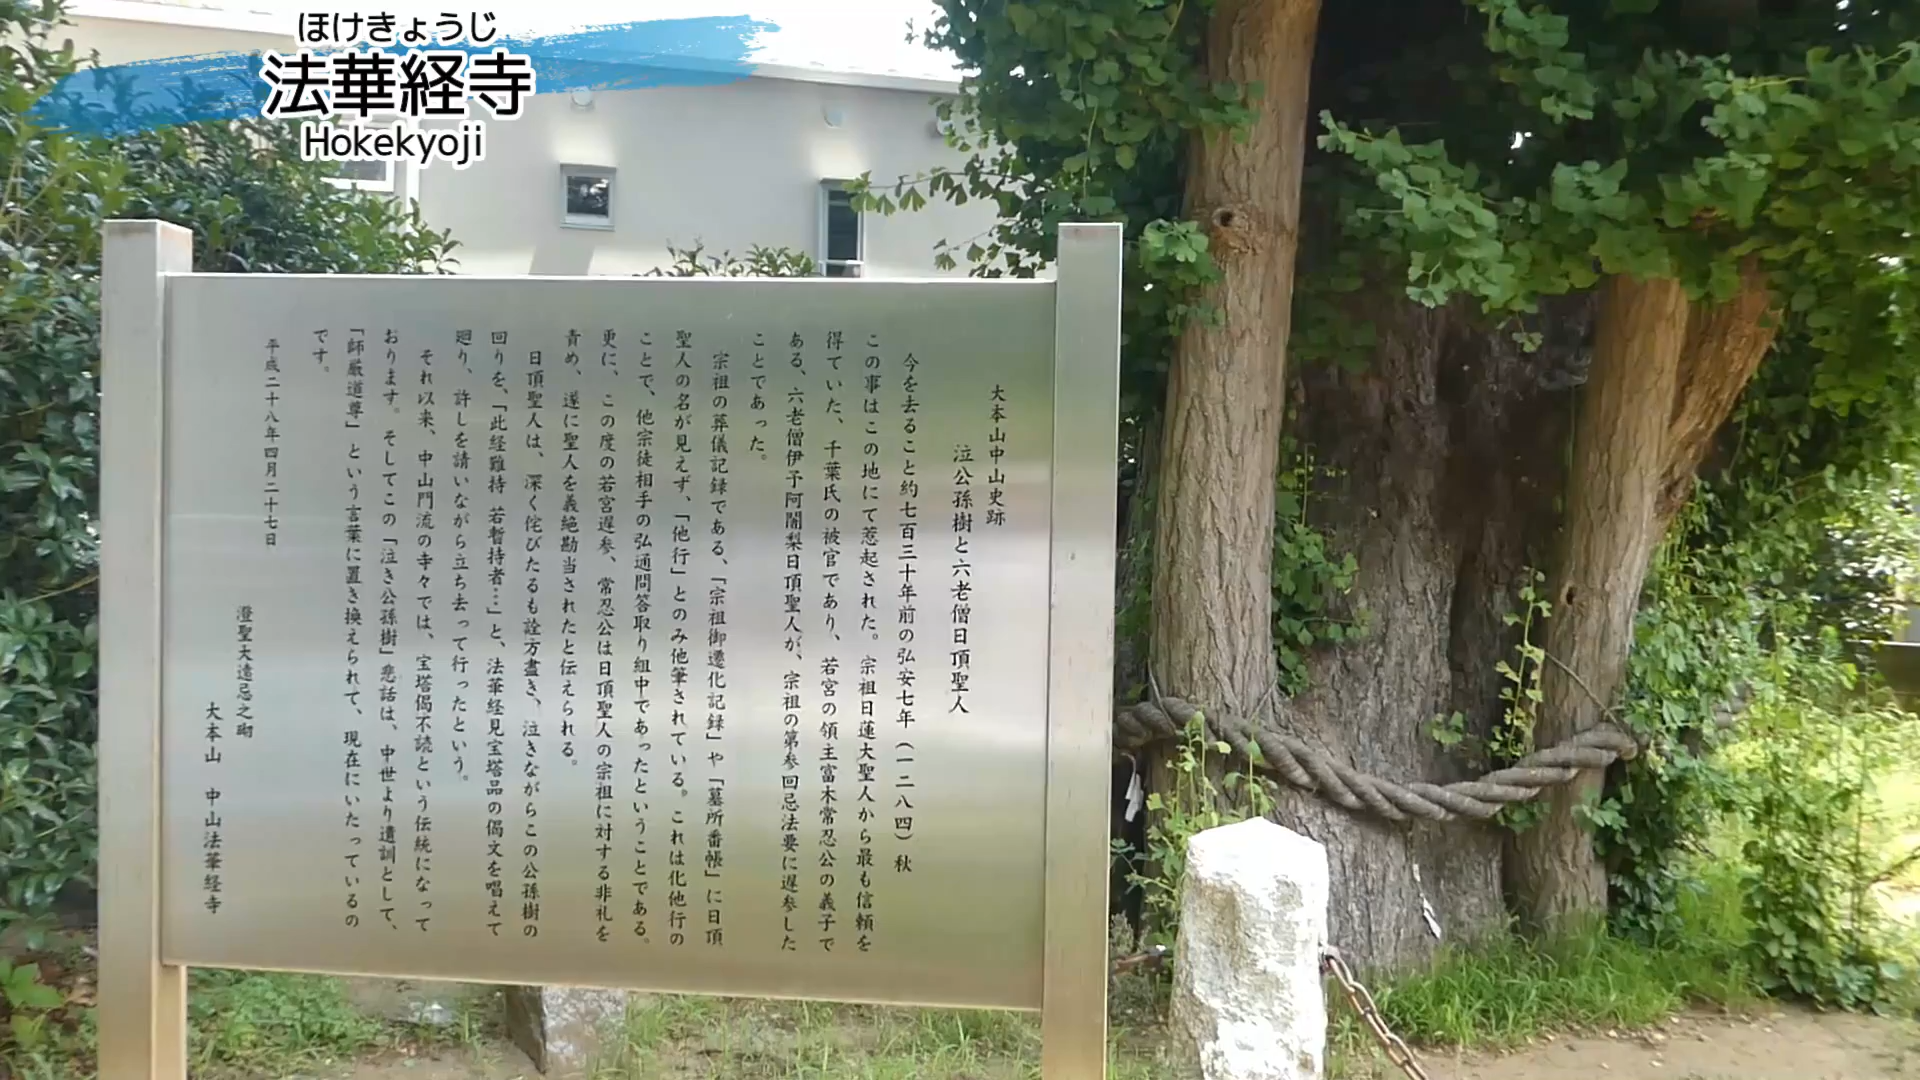 ほけきょうじ
法華経寺
Hokekyoji
大本山中山史跡
泣公孫樹と六老僧日頂聖人
今を去ること約七百三十年前の弘安七年（一二八四）秋
この事はこの地にて惹起された。宗祖日蓮大聖人から最も信頼を
得ていた、千葉氏の被官であり、若宮の領主富木常忍公の義子で
ある、六老僧伊予阿闍梨日頂聖人が、宗祖の第参回忌法要に遅参した
ことであった。
宗祖の葬儀記録である、「宗祖御遷化記録」や「墓所番帳」に日頂
聖人の名が見えず、「他行」とのみ他筆されている。これは化他行の
ことで、他宗徒相手の弘通問答取り組中であったということである。
更に、この度の若宮遅参、常忍公は日頂聖人の宗祖に対する非礼を
責め、遂に聖人を義絶勘当されたと伝えられる。
日頂聖人は、深く侘びたるも詮方盡き、泣きながらこの公孫樹の
回りを、「此経難持 若暫持者…」と、法華経見宝塔品の偈文を唱えて
廻り、許しを請いながら立ち去って行ったという。
それ以来、中山門流の寺々では、宝塔偈不読という伝統になって
おります。そしてこの「泣き公孫樹」悲話は、中世より遺訓として、
「師厳道尊」という言葉に置き換えられて、現在にいたっているの
です。
平成二十八年四月二十七日
澄聖大遠忌之砌
大本山 中山法華経寺